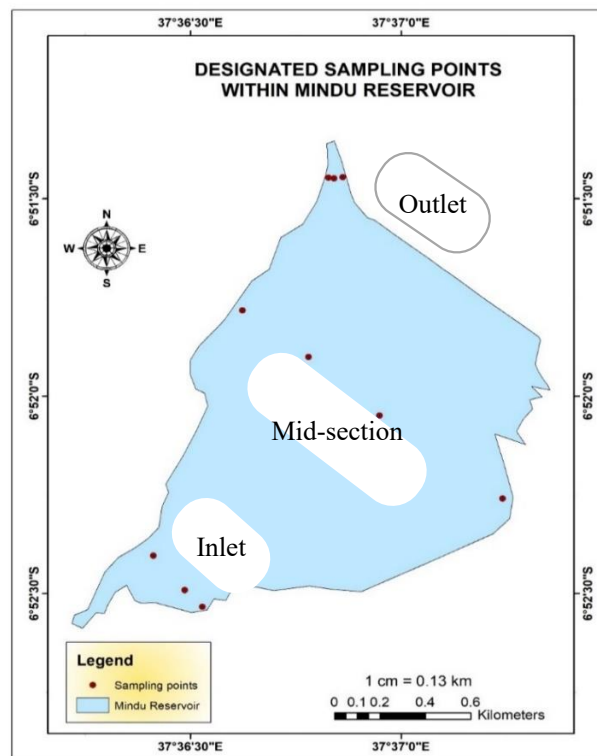 37°36'30"E
37°37'0"E
DESIGNATED SAMPLING POINTS
WITHIN MINDU RESERVOIR
6°51'30"S
6°51'30"S
Outlet
N
W
E
S
6°52'0"S
6°52'0"S
Mid-section
Inlet
6°52'30"S
6°52'30"S
Legend
Sampling points
Mindu Reservoir
1 cm = 0.13 km
0 0.1 0.2 0.4 0.6
Kilometers
37°36'30"E
37°37'0"E